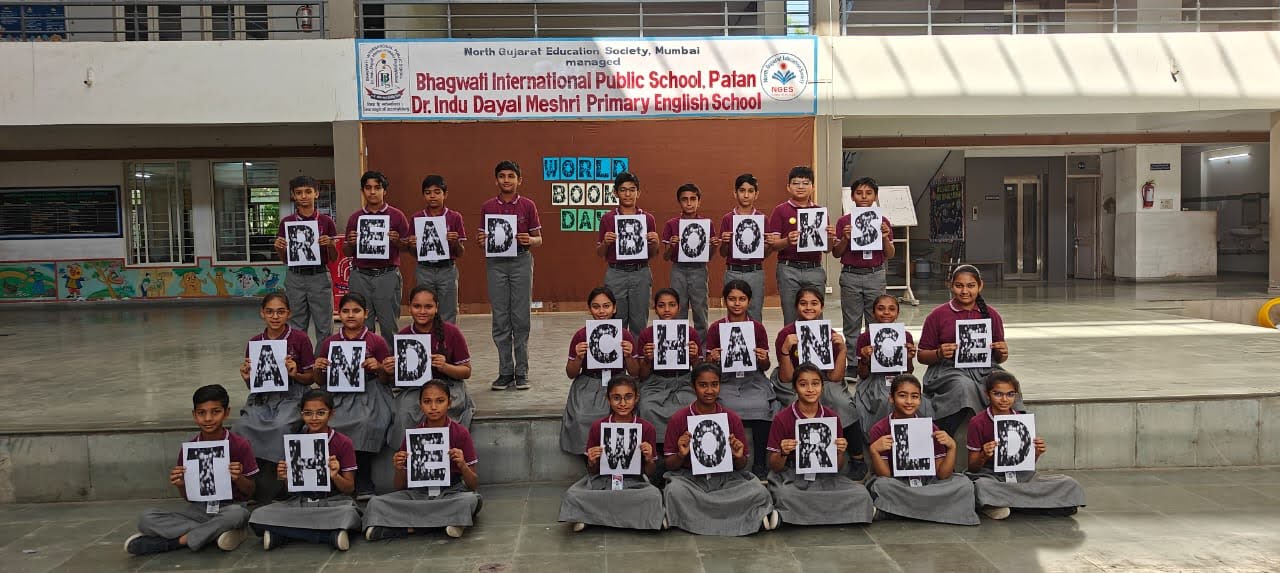 North Gujarat Education Society, Mumbai
managed
Bhagwati International Public School, Patan
Dr. Indu Dayal Meshri Primary English School
NGES
WORLD
BOOK
DAY
READ BOOKS
AND CHANCE
THE WORLD